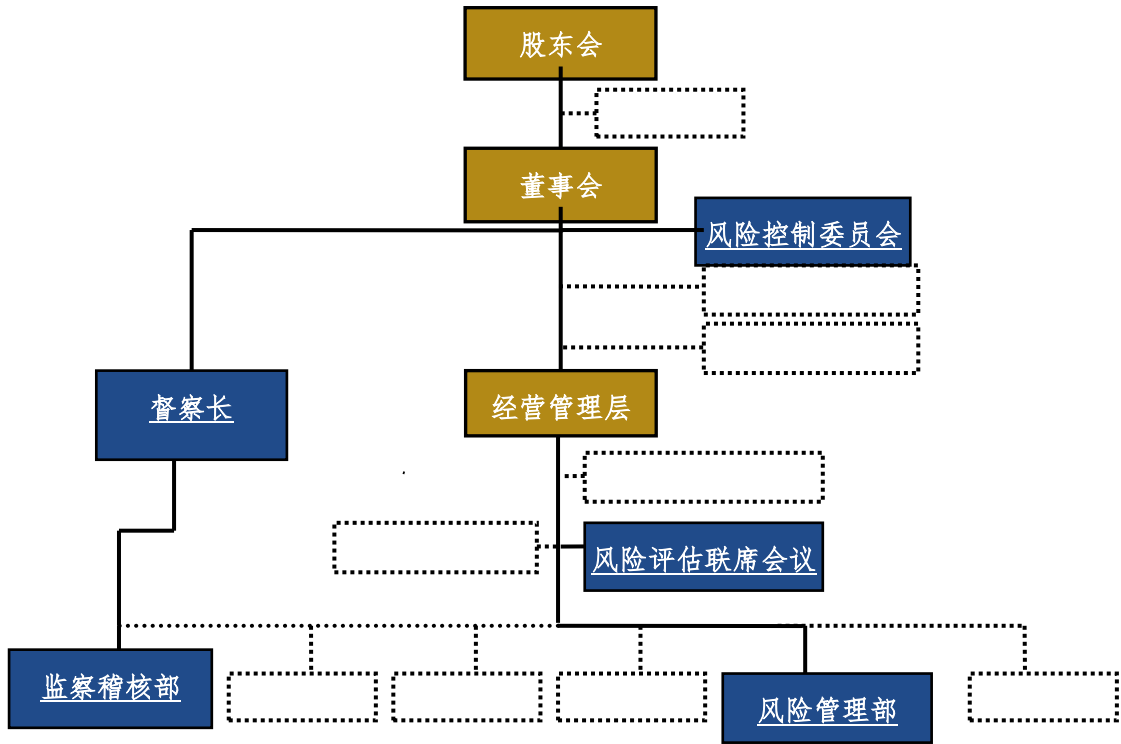 股东会
董事会
风险控制委员会
督察长
经营管理层
风险评估联席会议
监察稽核部
风险管理部